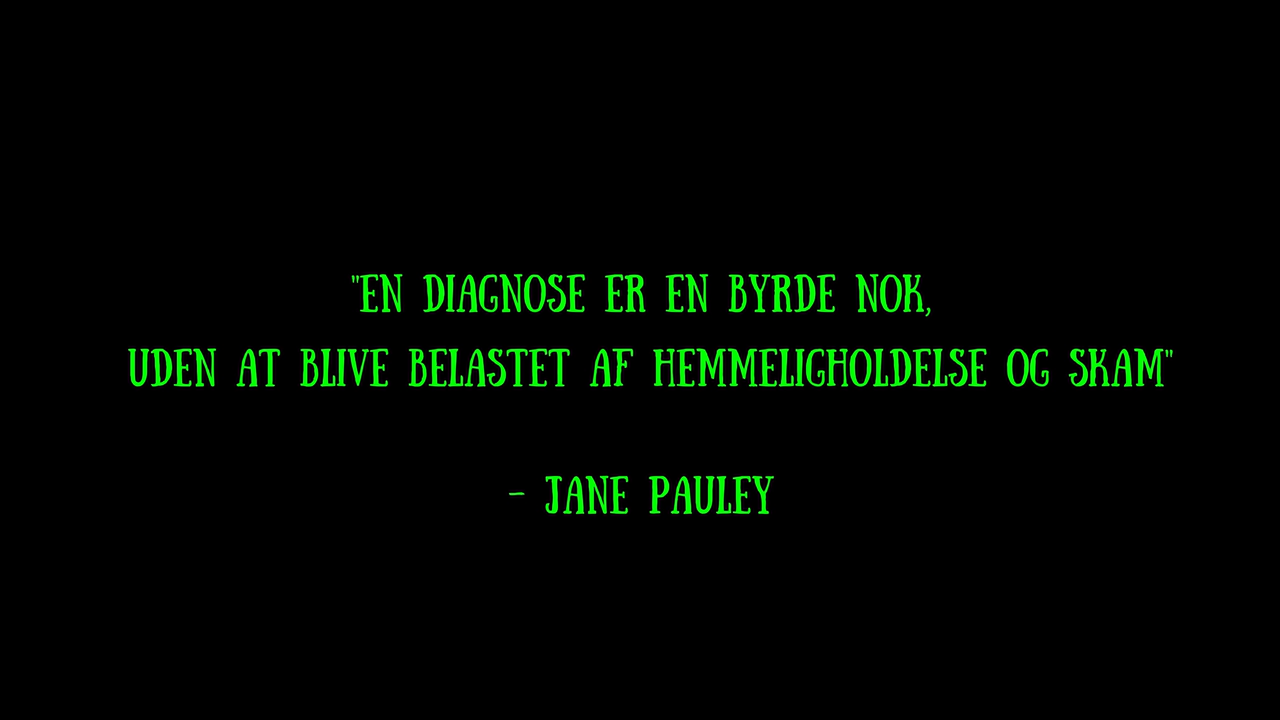 "EN DIAGNOSE ER EN BYRDE NOK,
UDEN AT BLIVE BELASTET AF HEMMELIGHOLDELSE OG SKAM"
- JANE PAULEY